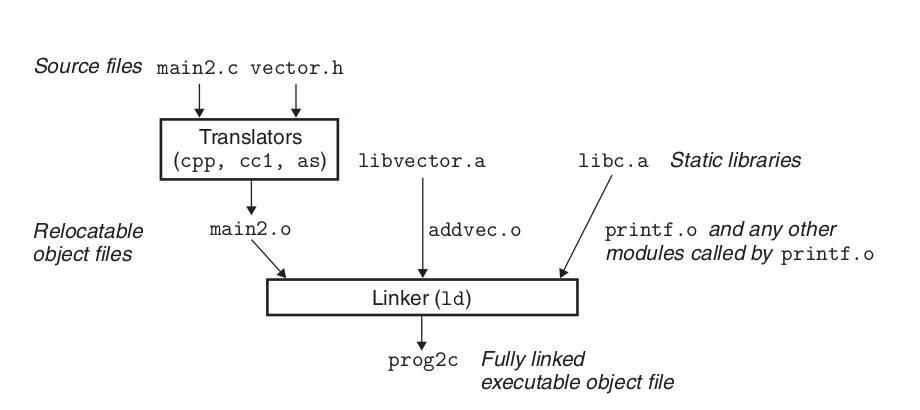 Source files main2.c vector.h
Translators
(cpp, cc1, as)
libvector.a
libc.a
Static libraries
Relocatable
object files
main2.o
addvec.o
printf.o and any other
modules called by printf.o
Linker (ld)
prog2c
Fully linked
executable object file